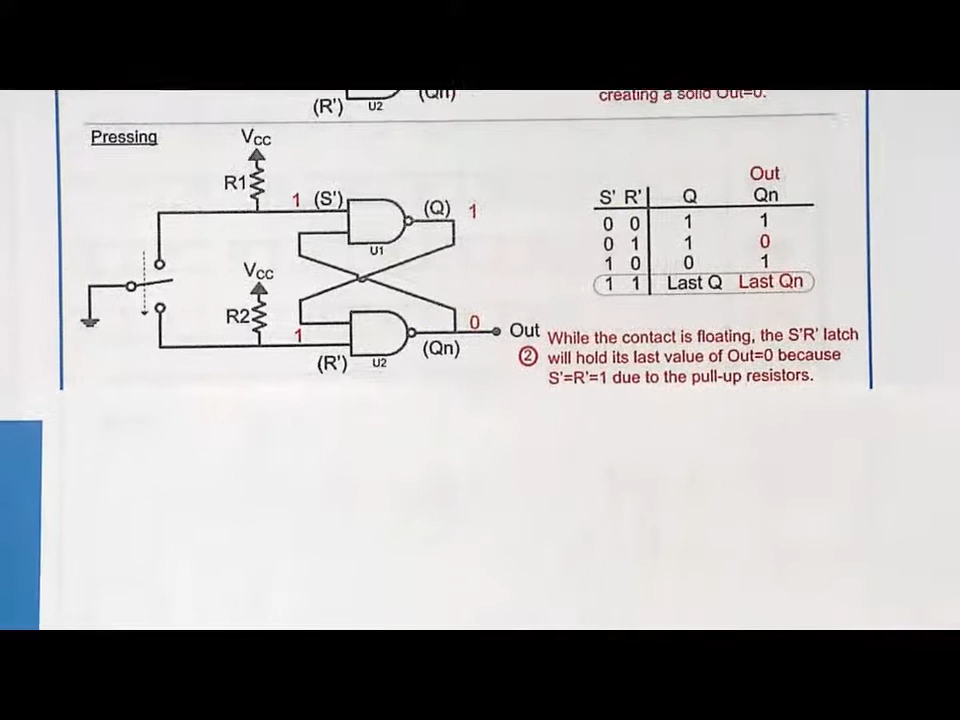 (R') U2 (Qn)
creating a solid Out=0.
Pressing
VCC
R1
1 (S')
(Q) 1
U1
VCC
R2
1
(R')
U2
0
(Qn)
Out
Out
S' R' Q Qn
0 0 1 1
0 1 1 0
1 0 0 1
1 1 Last Q Last Qn
While the contact is floating, the S'R' latch
2 will hold its last value of Out=0 because
S'=R'=1 due to the pull-up resistors.